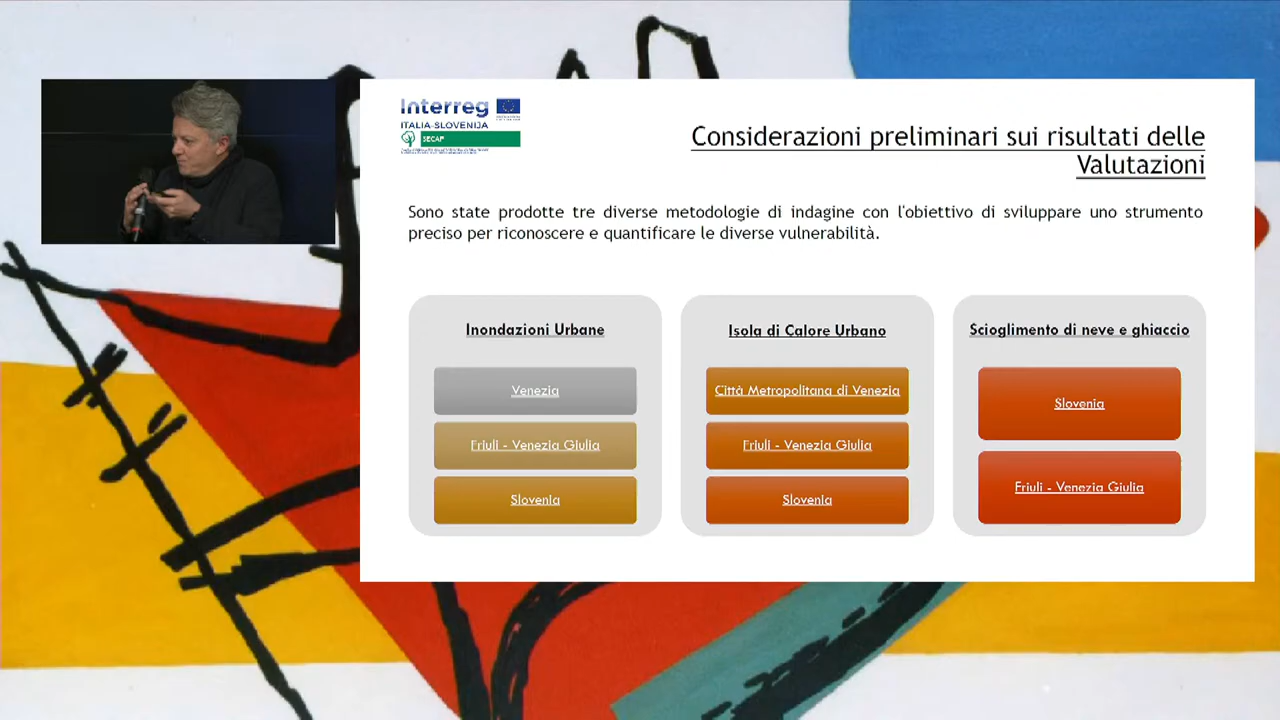 Interreg
ITALIA-SLOVENIJA
SECAP
Considerazioni preliminari sui risultati delle
Valutazioni
Sono state prodotte tre diverse metodologie di indagine con l'obiettivo di sviluppare uno strumento
preciso per riconoscere e quantificare le diverse vulnerabilità.
Inondazioni Urbane
Venezia
Friuli - Venezia Giulia
Slovenia
Isola di Calore Urbano
Città Metropolitana di Venezia
Friuli - Venezia Giulia
Slovenia
Scioglimento di neve e ghiaccio
Slovenia
Friuli - Venezia Giulia